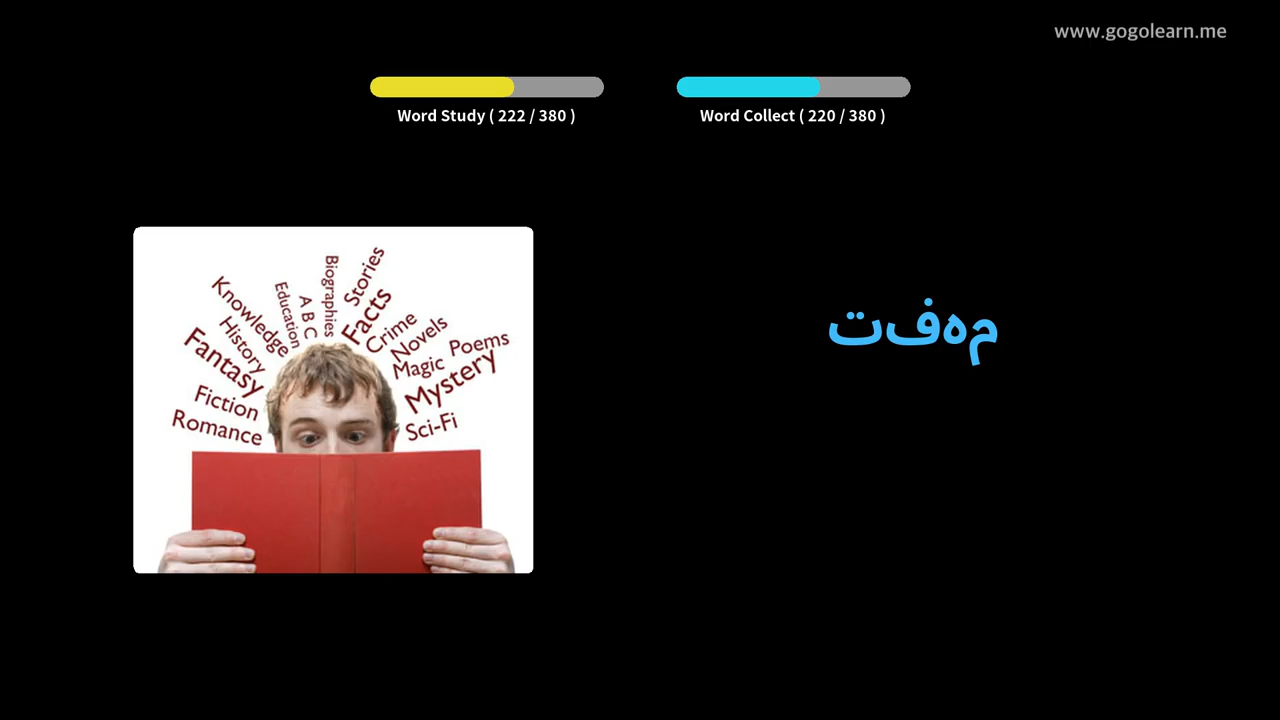 www.gogolearn.me
Word Study ( 222 / 380 )
Word Collect ( 220 / 380 )
مهفت
Knowledge
Education
A B C
Biographies
Stories
Facts
History
Crime
Novels
Fantasy
Magic
Poems
Fiction
Mystery
Romance
Sci-Fi